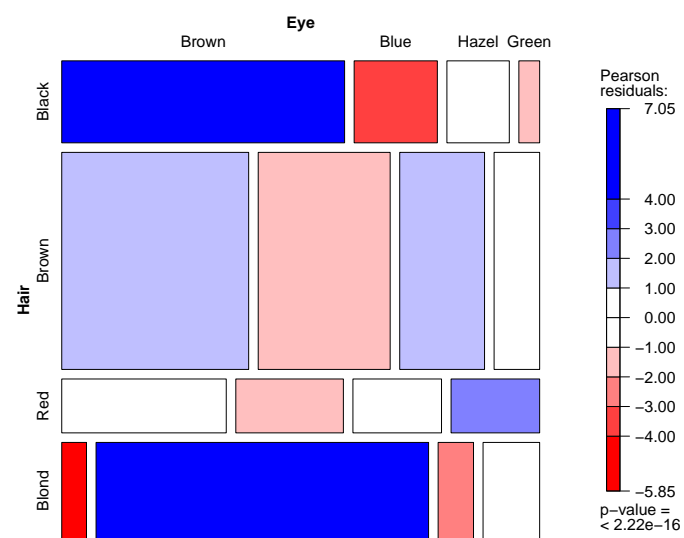 Eye
Brown Blue Hazel Green
Hair
Black
Brown
Red
Blond
Pearson
residuals:
7.05
4.00
3.00
2.00
1.00
0.00
−1.00
−2.00
−3.00
−4.00
−5.85
p−value =
< 2.22e−16